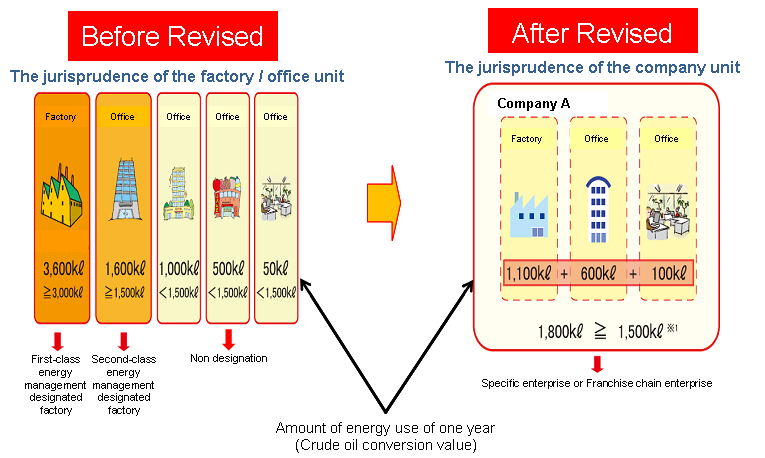 Before Revised
After Revised
The jurisprudence of the factory / office unit
The jurisprudence of the company unit
Factory
Office
Office
Office
Office
3,600kℓ
1,600kℓ
1,000kℓ
500kℓ
50kℓ
≧3,000kℓ
≧1,500kℓ
<1,500kℓ
<1,500kℓ
<1,500kℓ
First-class
energy
management
designated
factory
Second-class
energy
management
designated
factory
Non designation
Company A
Factory
Office
Office
1,100kℓ + 600kℓ + 100kℓ
1,800kℓ ≧ 1,500kℓ ※1
Specific enterprise or Franchise chain enterprise
Amount of energy use of one year
(Crude oil conversion value)